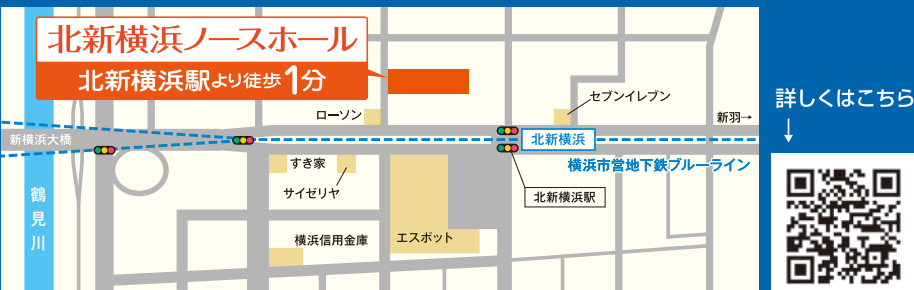 北新横浜ノースホール
北新横浜駅より徒歩1分
ローソン
セブンイレブン
新羽→
詳しくはこちら
↓
新横浜大橋
北新横浜
横浜市営地下鉄ブルーライン
すき家
サイゼリヤ
北新横浜駅
鶴見川
横浜信用金庫
エスポット